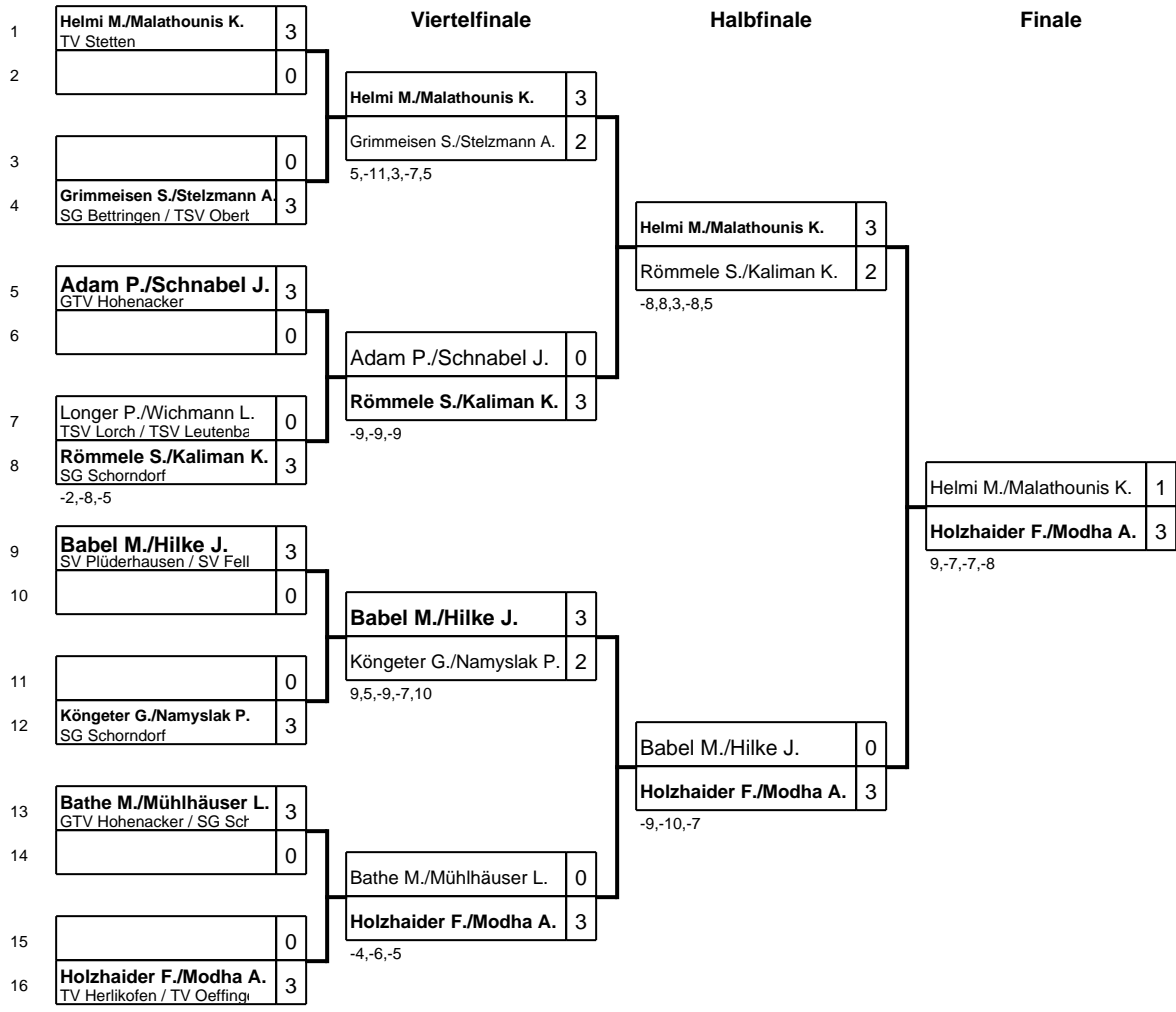 Viertelfinale
Halbfinale
Finale
1
Helmi M./Malathounis K. 3
TV Stetten
2
0
3
0
4
Grimmeisen S./Stelzmann A. 3
SG Bettringen / TSV Obert
5
Adam P./Schnabel J. 3
GTV Hohenacker
6
0
7
Longer P./Wichmann L. 0
TSV Lorch / TSV Leutenba
8
Römmele S./Kaliman K. 3
SG Schorndorf
-2,-8,-5
9
Babel M./Hilke J. 3
SV Plüderhausen / SV Fell
10
0
11
0
12
Köngeter G./Namyslak P. 3
SG Schorndorf
13
Bathe M./Mühlhäuser L. 3
GTV Hohenacker / SG Sch
14
0
15
0
16
Holzhaider F./Modha A. 3
TV Herlikofen / TV Oeffing
Helmi M./Malathounis K. 3
Grimmeisen S./Stelzmann A. 2
5,-11,3,-7,5
Adam P./Schnabel J. 0
Römmele S./Kaliman K. 3
-9,-9,-9
Babel M./Hilke J. 3
Köngeter G./Namyslak P. 2
9,5,-9,-7,10
Bathe M./Mühlhäuser L. 0
Holzhaider F./Modha A. 3
-4,-6,-5
Helmi M./Malathounis K. 3
Römmele S./Kaliman K. 2
-8,8,3,-8,5
Babel M./Hilke J. 0
Holzhaider F./Modha A. 3
-9,-10,-7
Helmi M./Malathounis K. 1
Holzhaider F./Modha A. 3
9,-7,-7,-8